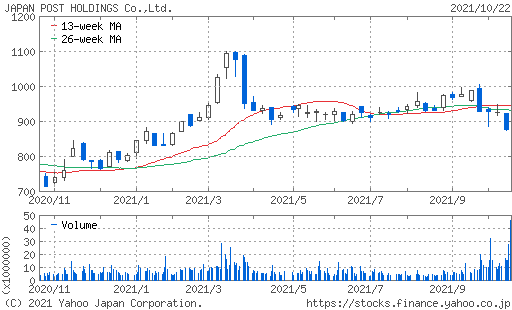 JAPAN POST HOLDINGS Co.,Ltd. 2021/10/22
13-week MA
26-week MA
1200
1100
1000
900
800
700
2020/11 2021/1 2021/3 2021/5 2021/7 2021/9
Volume
50
40
30
20
10
0
(x1000000)
2020/11 2021/1 2021/3 2021/5 2021/7 2021/9
(C) 2021 Yahoo Japan Corporation. https://stocks.finance.yahoo.co.jp